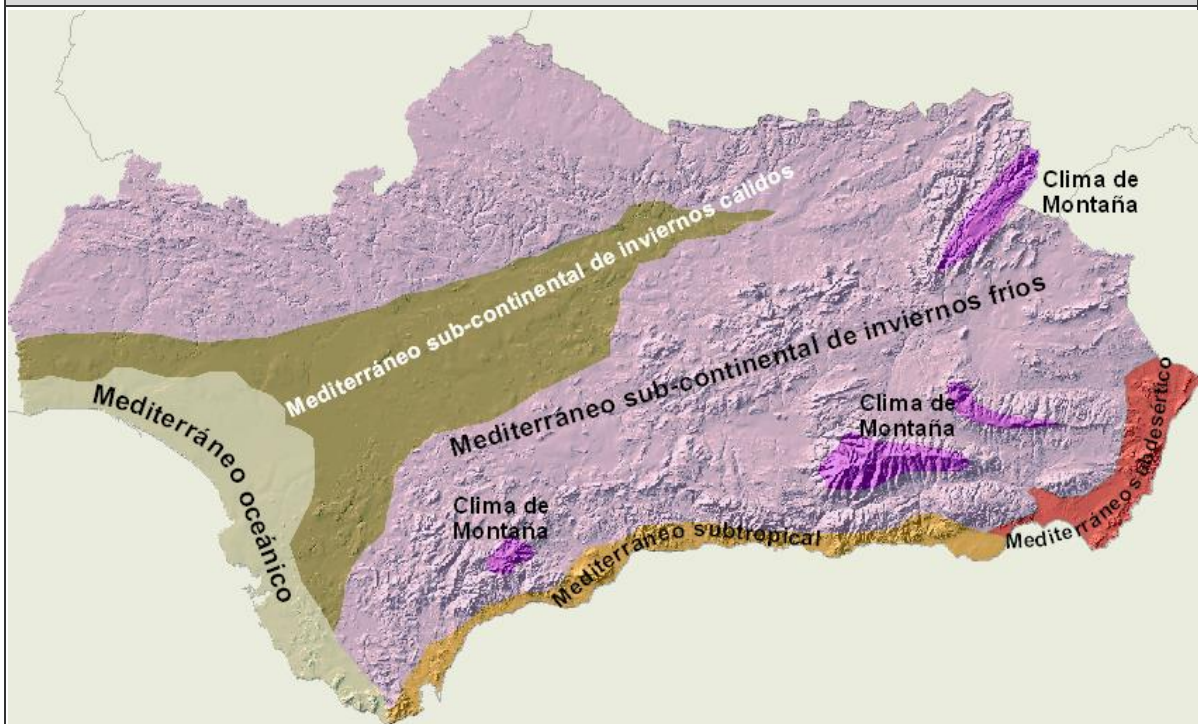 Mediterráneo sub-continental de inviernos cálidos
Clima de
Montaña
Mediterráneo sub-continental de inviernos fríos
Mediterráneo oceánico
Clima de
Montaña
Clima de
Montaña
Mediterráneo subtropical
Mediterráneo subdesértico